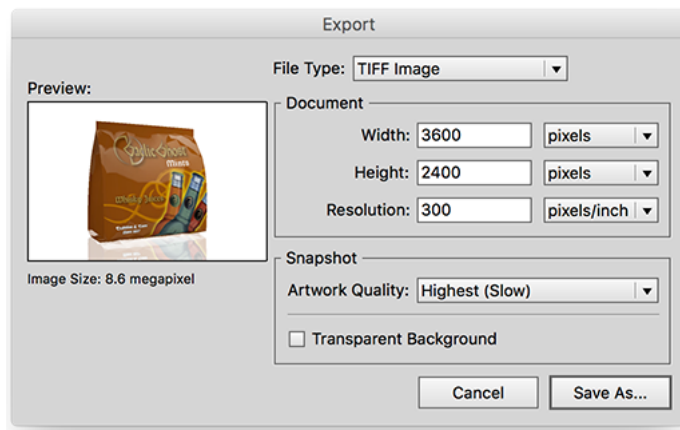 Export
File Type: TIFF Image
Preview:
Document
Width: 3600 pixels
Height: 2400 pixels
Resolution: 300 pixels/inch
Mints
Image Size: 8.6 megapixel
Snapshot
Artwork Quality: Highest (Slow)
Transparent Background
Cancel Save As...